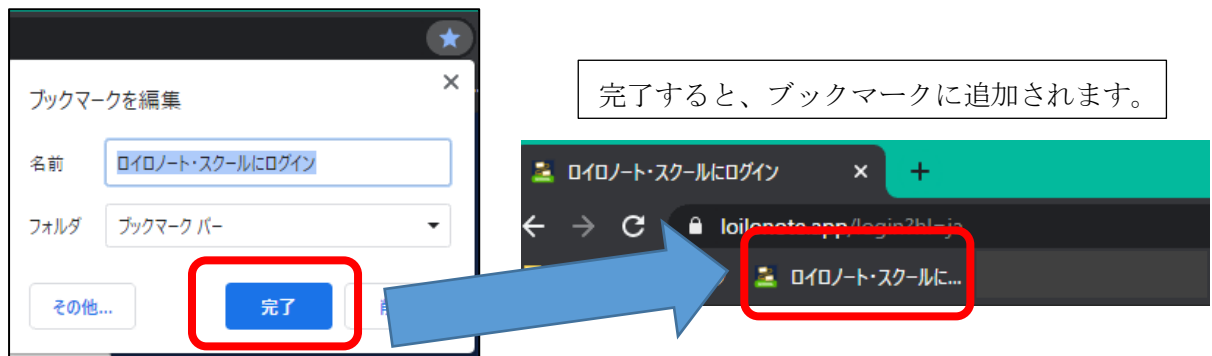 ブックマークを編集
名前
ロイロノート・スクールにログイン
フォルダ
ブックマーク バー
その他...
完了
完了すると、ブックマークに追加されます。
ロイロノート・スクールにログイン
loilonote.app/login?hl=ja
ロイロノート・スクールに...